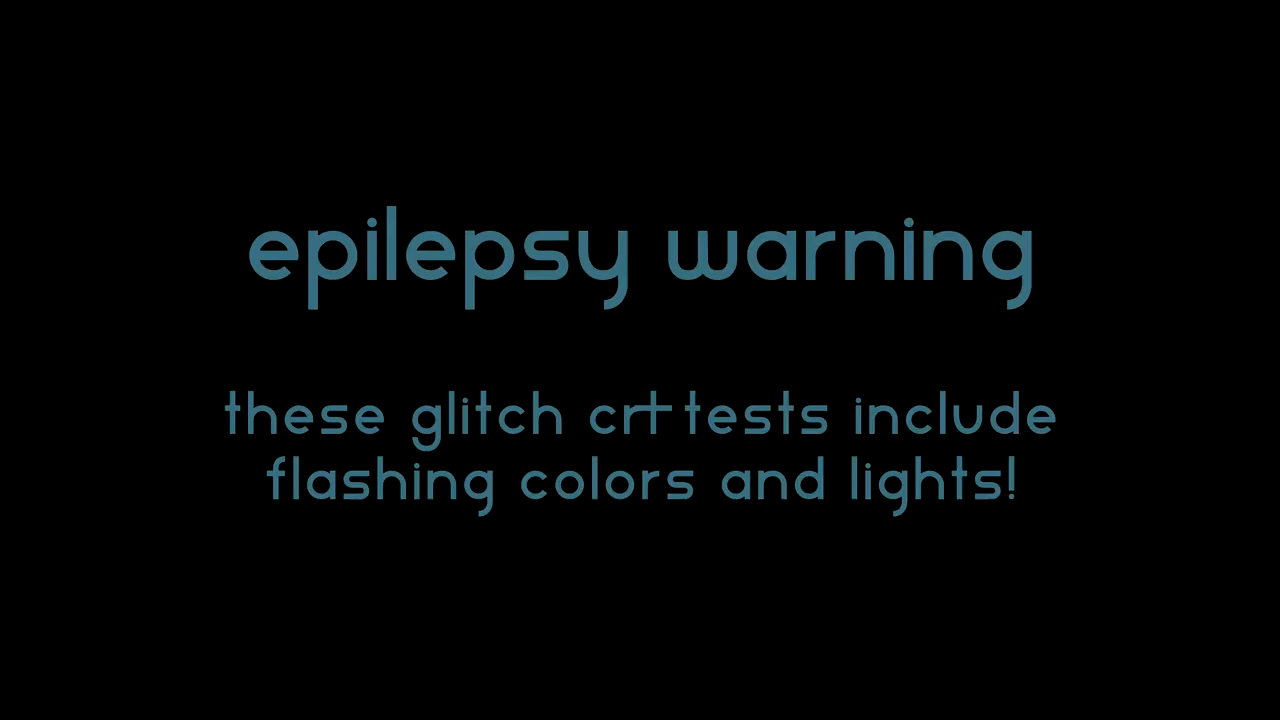 epilepsy warning
these glitch crt tests include
flashing colors and lights!